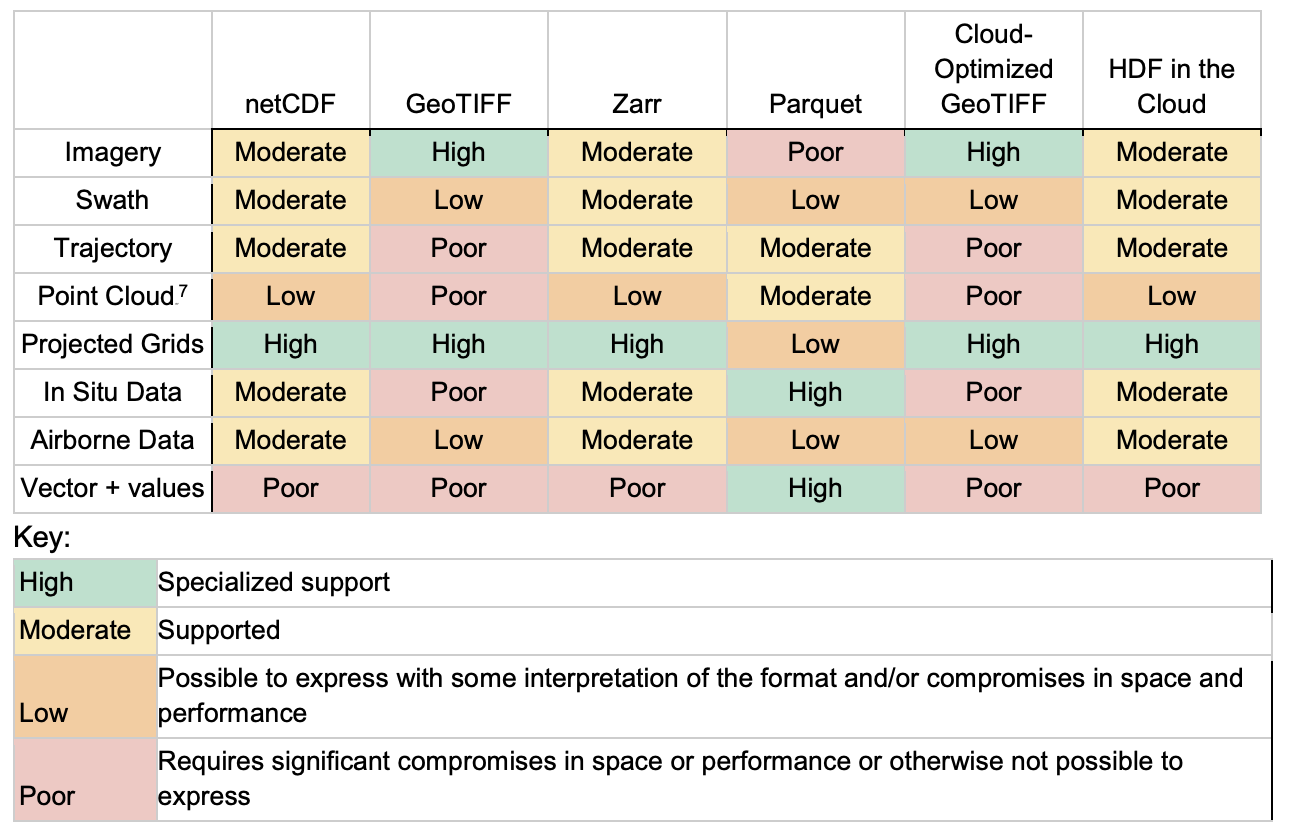 Cloud-
Optimized HDF in the
netCDF GeoTIFF Zarr Parquet GeoTIFF Cloud
Imagery Moderate High Moderate Poor High Moderate
Swath Moderate Low Moderate Low Low Moderate
Trajectory Moderate Poor Moderate Moderate Poor Moderate
Point Cloud.7 Low Poor Low Moderate Poor Low
Projected Grids High High High Low High High
In Situ Data Moderate Poor Moderate High Poor Moderate
Airborne Data Moderate Low Moderate Low Low Moderate
Vector + values Poor Poor Poor High Poor Poor
Key:
High Specialized support
Moderate Supported
Possible to express with some interpretation of the format and/or compromises in space and
Low performance
Requires significant compromises in space or performance or otherwise not possible to
Poor express